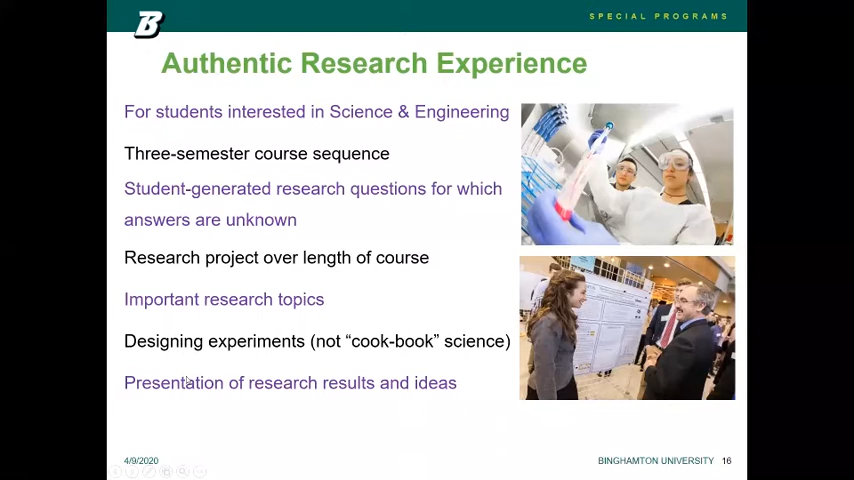 B
SPECIAL PROGRAMS
Authentic Research Experience
For students interested in Science & Engineering
Three-semester course sequence
Student-generated research questions for which
answers are unknown
Research project over length of course
Important research topics
Designing experiments (not “cook-book” science)
Presentation of research results and ideas
4/9/2020
BINGHAMTON UNIVERSITY 16